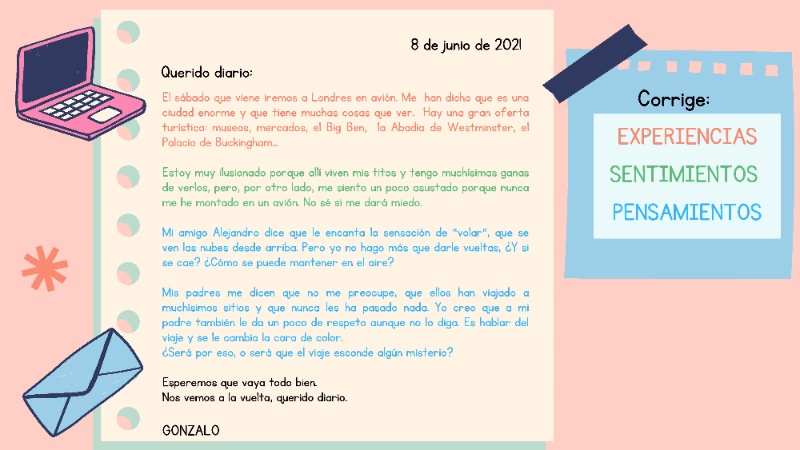 8 de junio de 2021
Querido diario:
El sábado que viene iremos a Londres en avión. Me han dicho que es una
ciudad enorme y que tiene muchas cosas que ver. Hay una gran oferta
turística: museos, mercados, el Big Ben, la Abadía de Westminster, el
Palacio de Buckingham...
Estoy muy ilusionado porque allí viven mis titos y tengo muchísimas ganas
de verlos, pero, por otro lado, me siento un poco asustado porque nunca
me he montado en un avión. No sé si me dará miedo.
Mi amigo Alejandro dice que le encanta la sensación de "volar", que se
ven las nubes desde arriba. Pero yo no hago más que darle vueltas, ¿Y si
se cae? ¿Cómo se puede mantener en el aire?
Mis padres me dicen que no me preocupe, que ellos han viajado a
muchísimos sitios y que nunca les ha pasado nada. Yo creo que a mi
padre también le da un poco de respeto aunque no lo diga. Es hablar del
viaje y se le cambia la cara de color.
¿Será por eso, o será que el viaje esconde algún misterio?
Esperemos que vaya todo bien.
Nos vemos a la vuelta, querido diario.
GONZALO
Corrige:
EXPERIENCIAS
SENTIMIENTOS
PENSAMIENTOS